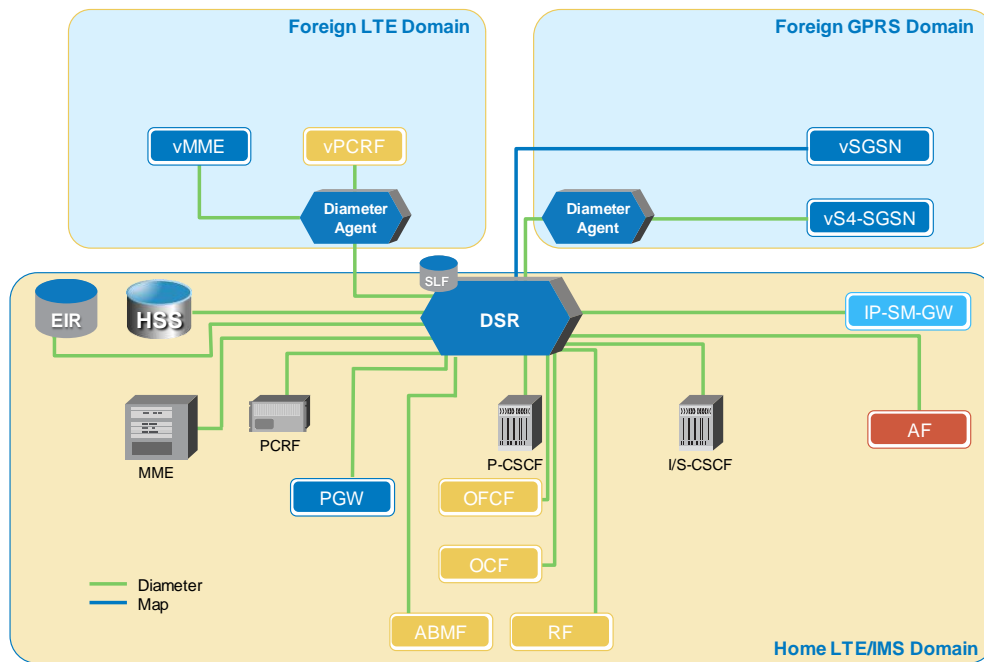 Foreign LTE Domain
Foreign GPRS Domain
vMME
vPCRF
vSGSN
Diameter
Agent
Diameter
Agent
vS4-SGSN
SLF
EIR
HSS
DSR
IP-SM-GW
AF
MME
PCRF
P-CSCF
I/S-CSCF
PGW
OFCF
OCF
Diameter
Map
ABMF
RF
Home LTE/IMS Domain